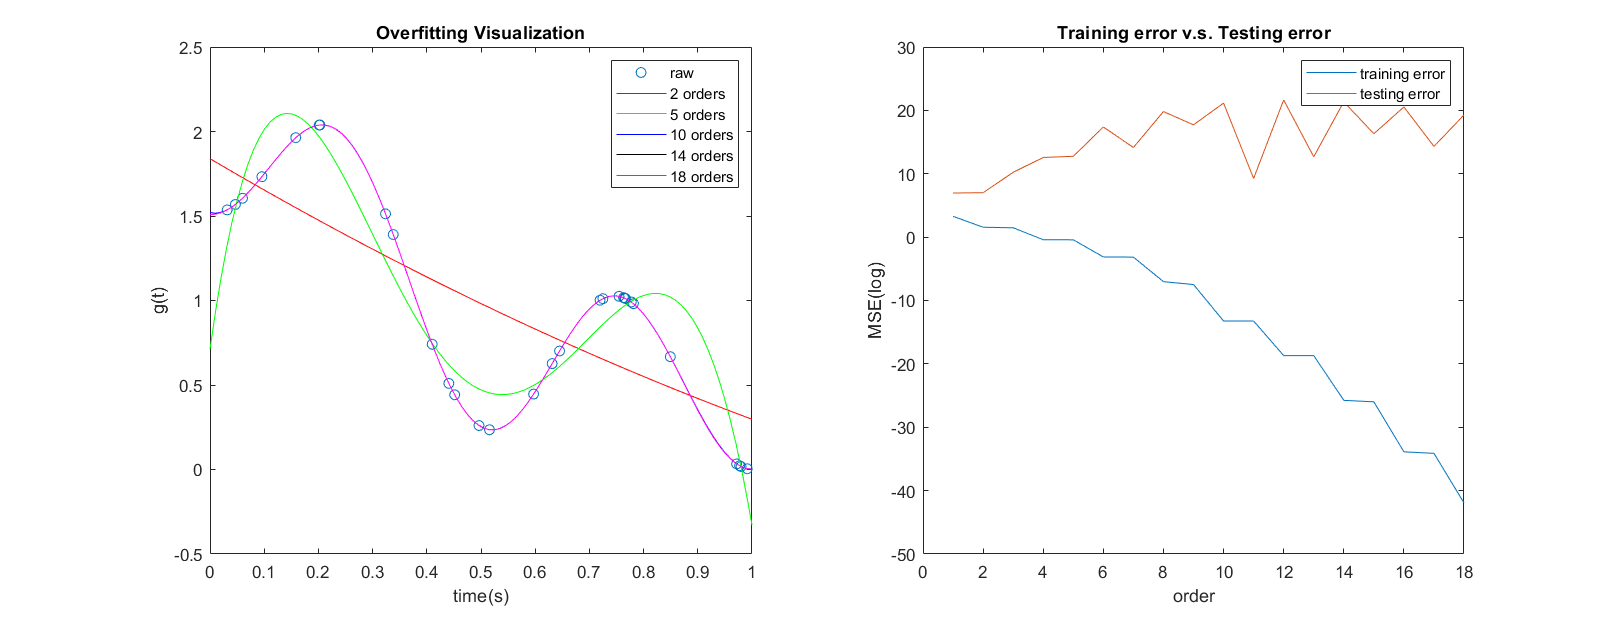 Overfitting Visualization
2.5
2
1.5
1
0.5
0
-0.5
g(t)
0 0.1 0.2 0.3 0.4 0.5 0.6 0.7 0.8 0.9 1
time(s)
raw
2 orders
5 orders
10 orders
14 orders
18 orders
Training error v.s. Testing error
30
20
10
0
-10
-20
-30
-40
-50
MSE(log)
0 2 4 6 8 10 12 14 16 18
order
training error
testing error